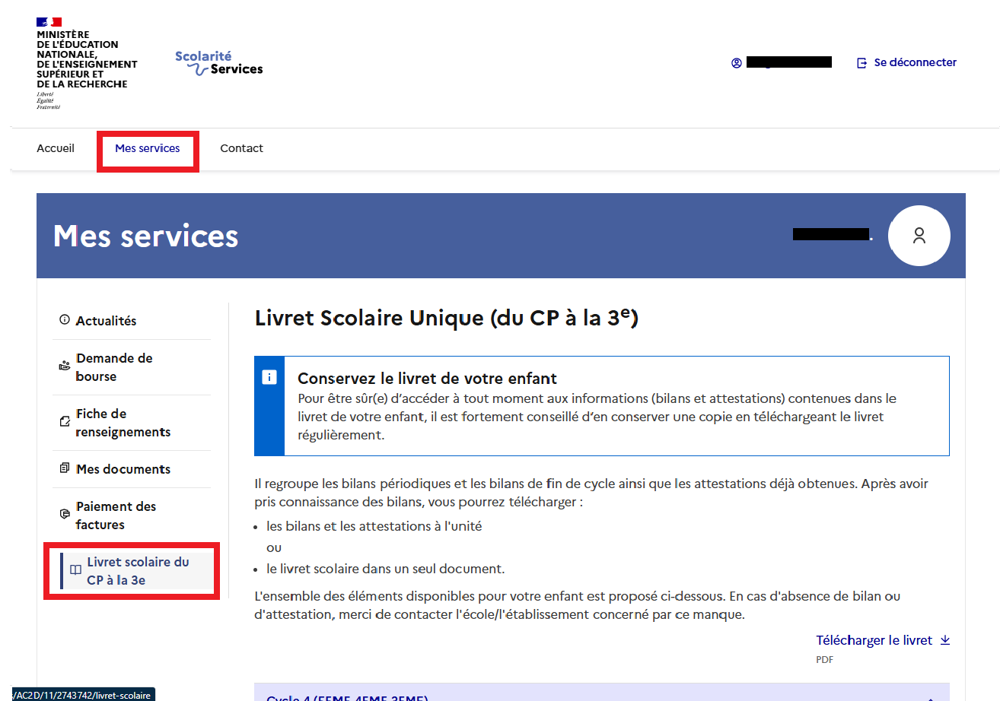 MINISTÈRE
DE L'ÉDUCATION
NATIONALE,
DE L'ENSEIGNEMENT
SUPÉRIEUR ET
DE LA RECHERCHE
Liberté
Égalité
Fraternité
Scolarité
Services
Se déconnecter
Accueil
Mes services
Contact
Mes services
Actualités
Demande de
bourse
Fiche de
renseignements
Mes documents
Paiement des
factures
Livret scolaire du
CP à la 3e
Livret Scolaire Unique (du CP à la 3e)
Conservez le livret de votre enfant
Pour être sûr(e) d'accéder à tout moment aux informations (bilans et attestations) contenues dans le
livret de votre enfant, il est fortement conseillé d'en conserver une copie en téléchargeant le livret
régulièrement.
Il regroupe les bilans périodiques et les bilans de fin de cycle ainsi que les attestations déjà obtenues. Après avoir
pris connaissance des bilans, vous pourrez télécharger :
• les bilans et les attestations à l'unité
ou
• le livret scolaire dans un seul document.
L'ensemble des éléments disponibles pour votre enfant est proposé ci-dessous. En cas d'absence de bilan ou
d'attestation, merci de contacter l'école/l'établissement concerné par ce manque.
Télécharger le livret
PDF
Cycle 4 (5EME, 4EME, 3EME)
/AC2D/11/2743742/livret-scolaire